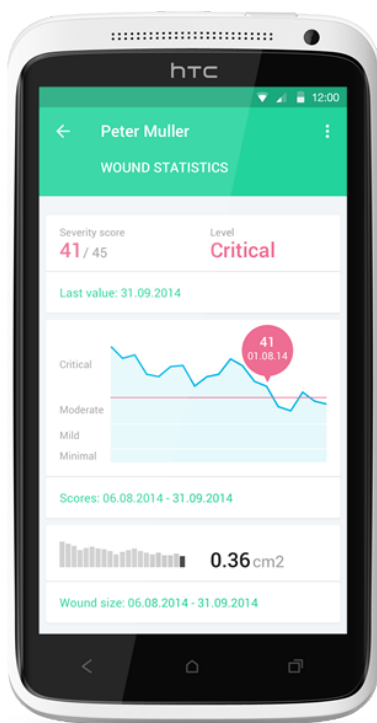 htc
12:00
Peter Muller
WOUND STATISTICS
Severity score
Level
41 / 45
Critical
Last value: 31.09.2014
41
01.08.14
Critical
Moderate
Mild
Minimal
Scores: 06.08.2014 - 31.09.2014
0.36 cm2
Wound size: 06.08.2014 - 31.09.2014